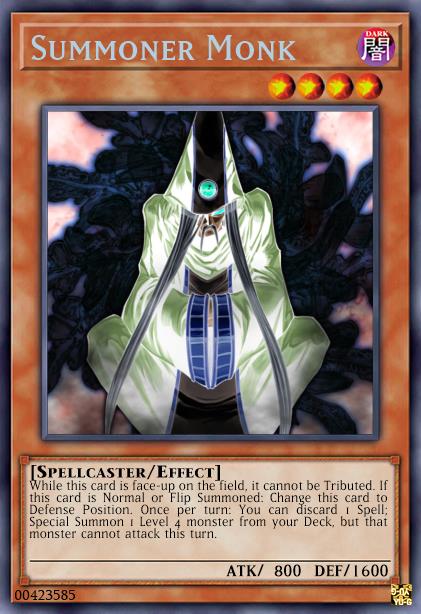 Summoner Monk
DARK
闇
[Spellcaster/Effect]
While this card is face-up on the field, it cannot be Tributed. If
this card is Normal or Flip Summoned: Change this card to
Defense Position. Once per turn: You can discard 1 Spell;
Special Summon 1 Level 4 monster from your Deck, but that
monster cannot attack this turn.
ATK/ 800 DEF/1600
00423585